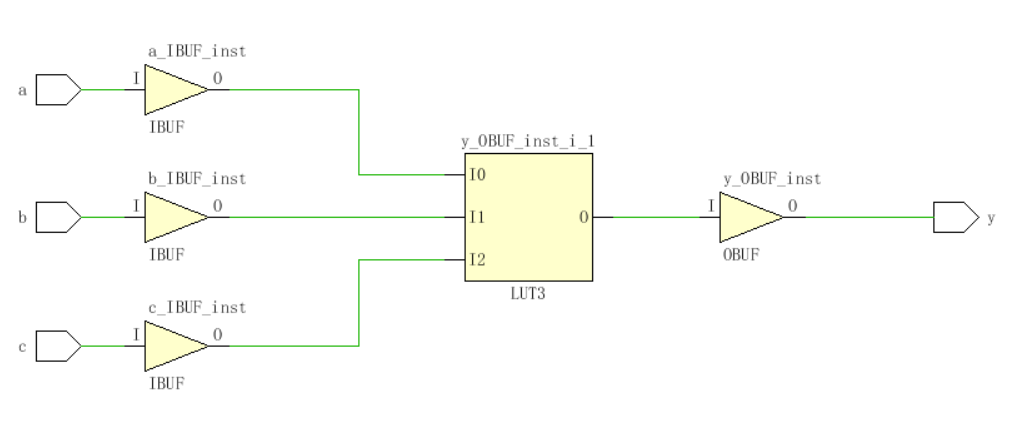 a_IBUF_inst
a
I
O
IBUF
y_OBUF_inst_i_1
I0
b_IBUF_inst
y_OBUF_inst
b
I
O
I1
O
I
O
y
IBUF
OBUF
I2
LUT3
c_IBUF_inst
c
I
O
IBUF